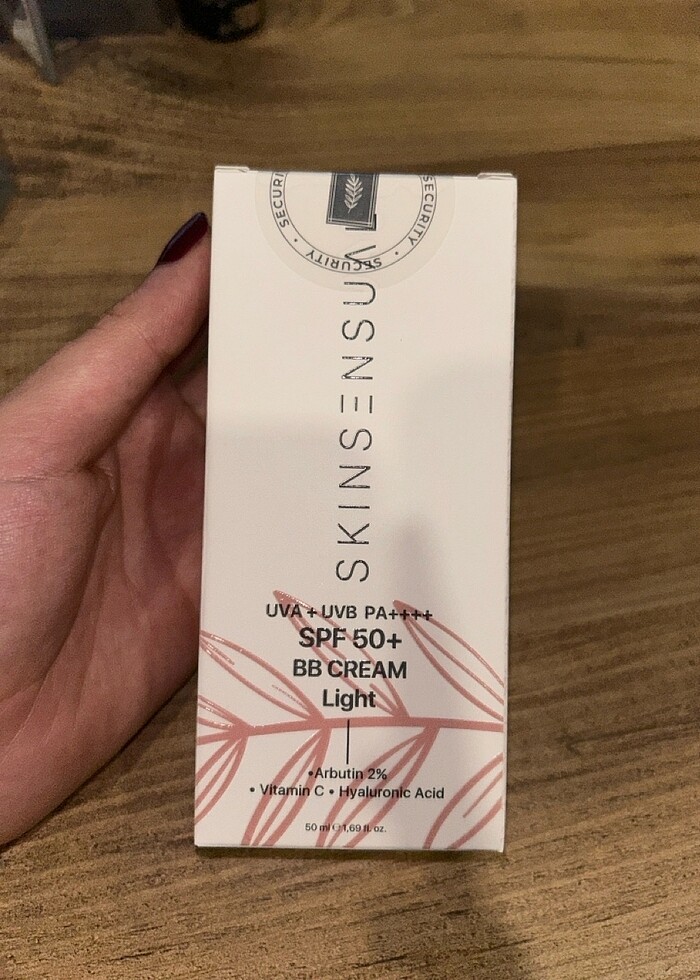 SECURITY • SECURITY • SECURITY
SKINSENSUAL
UVA + UVB PA++++
SPF 50+
BB CREAM
Light
•Arbutin 2%
• Vitamin C • Hyaluronic Acid
50 ml ℮ 1,69 fl. oz.